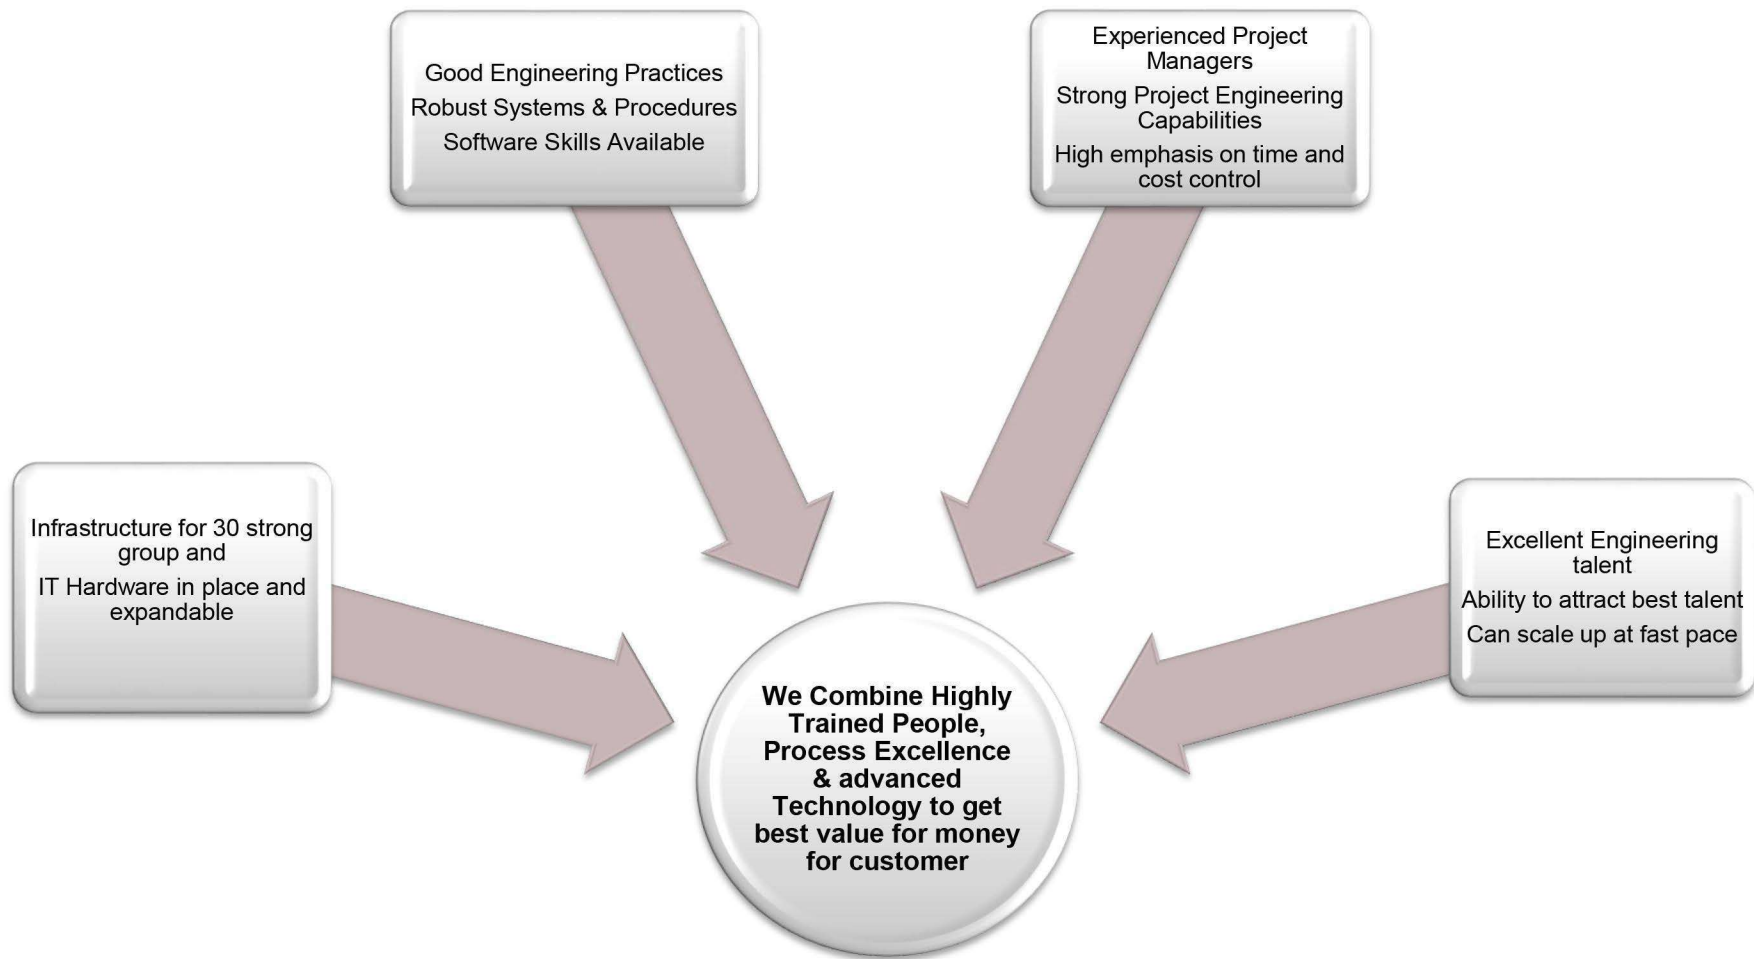 Good Engineering Practices
Robust Systems & Procedures
Software Skills Available
Experienced Project
Managers
Strong Project Engineering
Capabilities
High emphasis on time and
cost control
Infrastructure for 30 strong
group and
IT Hardware in place and
expandable
Excellent Engineering
talent
Ability to attract best talent
Can scale up at fast pace
We Combine Highly
Trained People,
Process Excellence
& advanced
Technology to get
best value for money
for customer